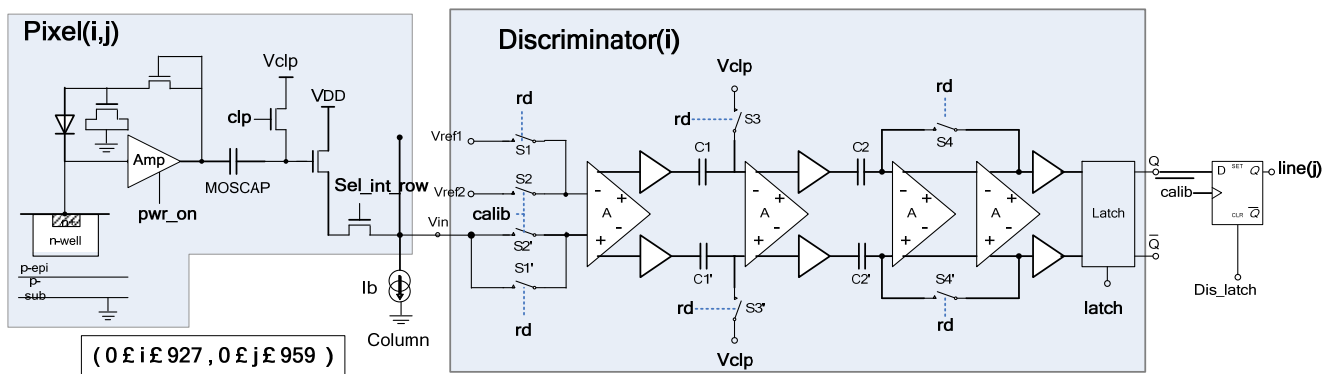 Pixel(i,j)
Vclp
VDD
clp
Amp
MOSCAP
Sel_int_row
pwr_on
n-well
p-epi
p-
sub
Ib
Column
( 0 £ i £ 927 , 0 £ j £ 959 )
Discriminator(i)
rd
Vref1
S1
Vref2
S2
calib
Vin
S2'
S1'
rd
-
+
A
+
-
C1
C1'
Vclp
rd
S3
rd
S3'
Vclp
-
+
A
+
-
C2
C2'
rd
S4
-
+
A
+
-
-
+
A
+
-
S4'
rd
Latch
latch
Q
Q
calib
D
SET
Q
CLR
Q
line(j)
Dis_latch